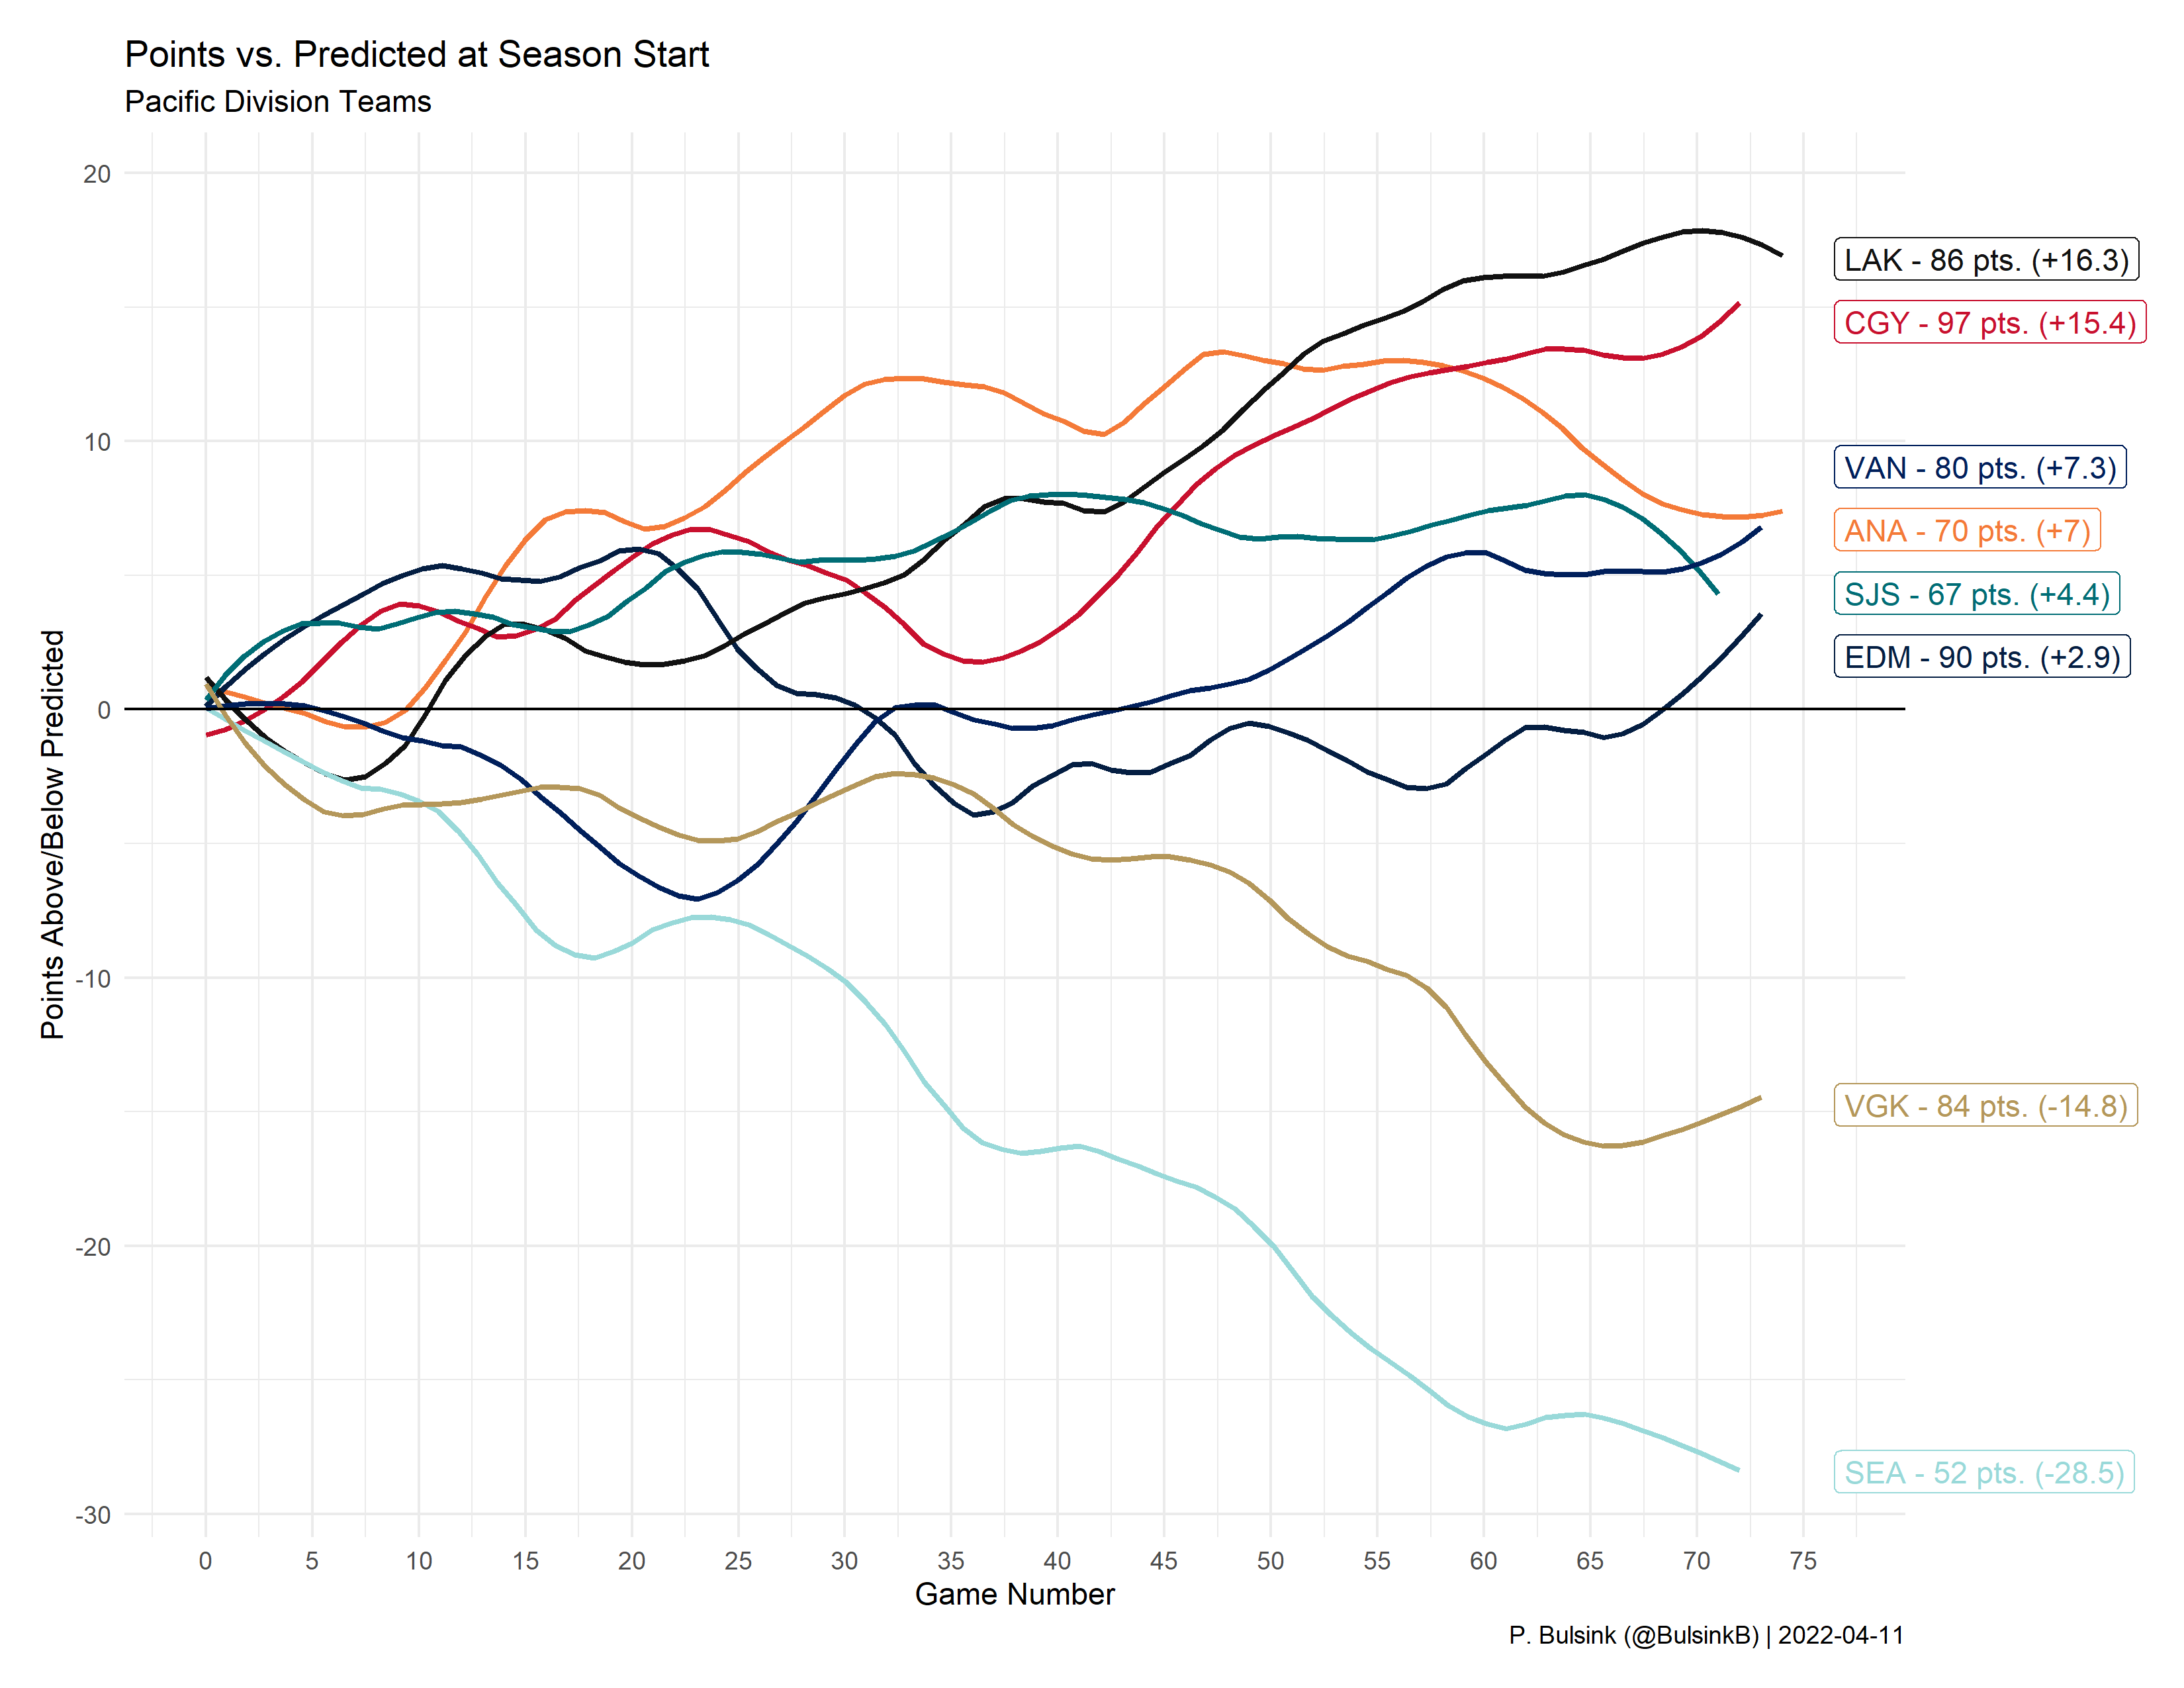 Points vs. Predicted at Season Start
Pacific Division Teams
Points Above/Below Predicted
20
10
0
-10
-20
-30
LAK - 86 pts. (+16.3)
CGY - 97 pts. (+15.4)
VAN - 80 pts. (+7.3)
ANA - 70 pts. (+7)
SJS - 67 pts. (+4.4)
EDM - 90 pts. (+2.9)
VGK - 84 pts. (-14.8)
SEA - 52 pts. (-28.5)
0 5 10 15 20 25 30 35 40 45 50 55 60 65 70 75
Game Number
P. Bulsink (@BulsinkB) | 2022-04-11